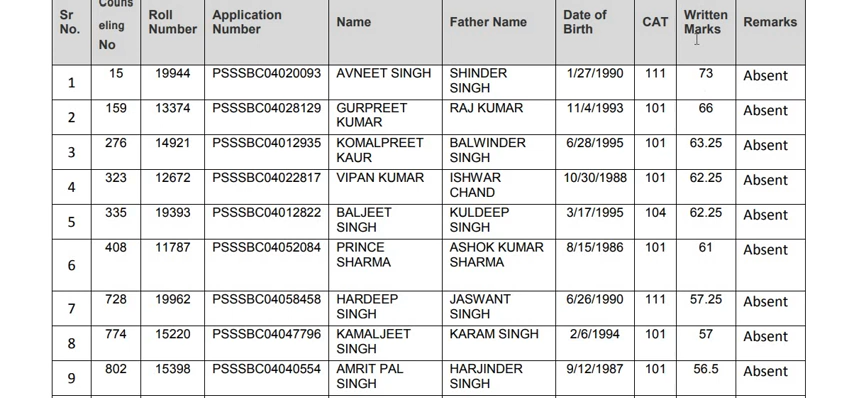 Sr No. Couns eling No Roll Number Application Number Name Father Name Date of Birth CAT Written Marks Remarks
1 15 19944 PSSSBC04020093 AVNEET SINGH SHINDER SINGH 1/27/1990 111 73 Absent
2 159 13374 PSSSBC04028129 GURPREET KUMAR RAJ KUMAR 11/4/1993 101 66 Absent
3 276 14921 PSSSBC04012935 KOMALPREET KAUR BALWINDER SINGH 6/28/1995 101 63.25 Absent
4 323 12672 PSSSBC04022817 VIPAN KUMAR ISHWAR CHAND 10/30/1988 101 62.25 Absent
5 335 19393 PSSSBC04012822 BALJEET SINGH KULDEEP SINGH 3/17/1995 104 62.25 Absent
6 408 11787 PSSSBC04052084 PRINCE SHARMA ASHOK KUMAR SHARMA 8/15/1986 101 61 Absent
7 728 19962 PSSSBC04058458 HARDEEP SINGH JASWANT SINGH 6/26/1990 111 57.25 Absent
8 774 15220 PSSSBC04047796 KAMALJEET SINGH KARAM SINGH 2/6/1994 101 57 Absent
9 802 15398 PSSSBC04040554 AMRIT PAL SINGH HARJINDER SINGH 9/12/1987 101 56.5 Absent